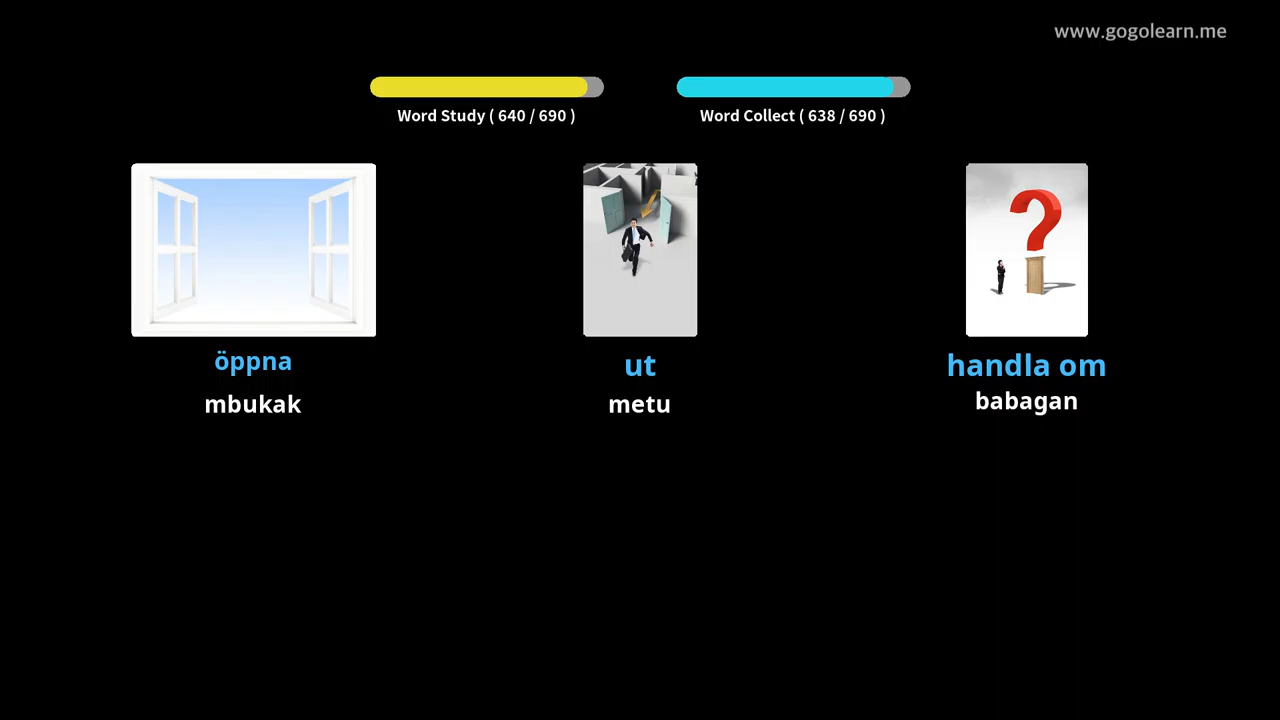 www.gogolearn.me
Word Study ( 640 / 690 )
Word Collect ( 638 / 690 )
öppna
mbukak
ut
metu
handla om
babagan